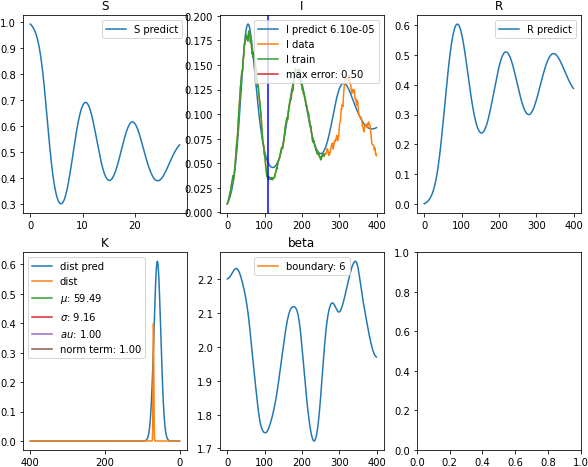 S
S predict
1.0
0.9
0.8
0.7
0.6
0.5
0.4
0.3
0 10 20
I
I predict 6.10e-05
I data
I train
max error: 0.50
0.200
0.175
0.150
0.125
0.100
0.075
0.050
0.025
0.000
0 100 200 300 400
R
R predict
0.6
0.5
0.4
0.3
0.2
0.1
0.0
0 100 200 300 400
K
dist pred
dist
μ: 59.49
σ: 9.16
au: 1.00
norm term: 1.00
0.6
0.5
0.4
0.3
0.2
0.1
0.0
400 200 0
beta
boundary: 6
2.2
2.1
2.0
1.9
1.8
1.7
0 100 200 300 400
1.0
0.8
0.6
0.4
0.2
0.0
0.0 0.2 0.4 0.6 0.8 1.0